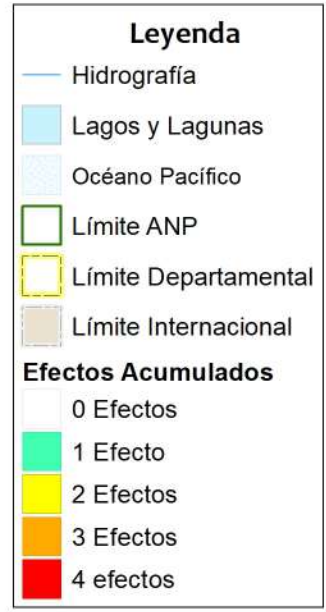 Leyenda
Hidrografía
Lagos y Lagunas
Océano Pacífico
Límite ANP
Límite Departamental
Límite Internacional
Efectos Acumulados
0 Efectos
1 Efecto
2 Efectos
3 Efectos
4 efectos